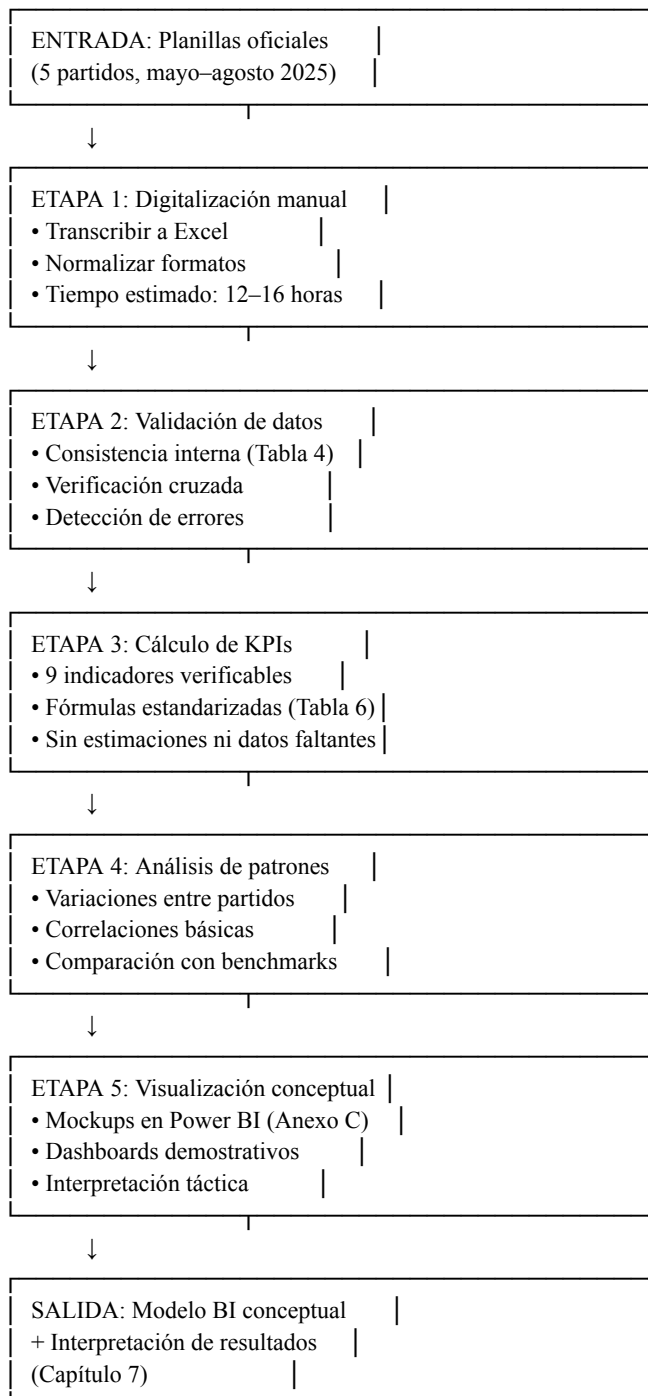 ENTRADA: Planillas oficiales
(5 partidos, mayo–agosto 2025)
↓
ETAPA 1: Digitalización manual
• Transcribir a Excel
• Normalizar formatos
• Tiempo estimado: 12–16 horas
↓
ETAPA 2: Validación de datos
• Consistencia interna (Tabla 4)
• Verificación cruzada
• Detección de errores
↓
ETAPA 3: Cálculo de KPIs
• 9 indicadores verificables
• Fórmulas estandarizadas (Tabla 6)
• Sin estimaciones ni datos faltantes
↓
ETAPA 4: Análisis de patrones
• Variaciones entre partidos
• Correlaciones básicas
• Comparación con benchmarks
↓
ETAPA 5: Visualización conceptual
• Mockups en Power BI (Anexo C)
• Dashboards demostrativos
• Interpretación táctica
↓
SALIDA: Modelo BI conceptual
+ Interpretación de resultados
(Capítulo 7)